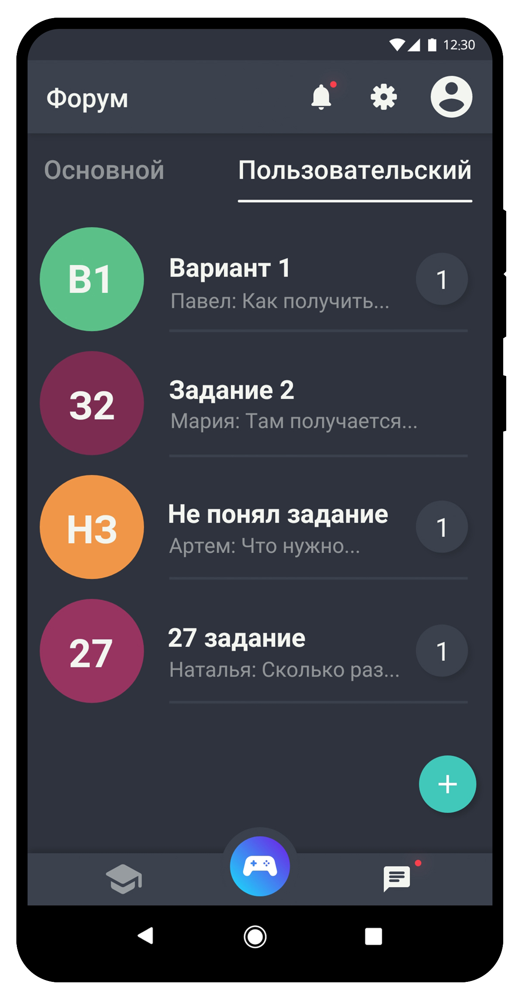 12:30
Форум
Основной
Пользовательский
В1
Вариант 1
Павел: Как получить...
1
З2
Задание 2
Мария: Там получается...
НЗ
Не понял задание
Артем: Что нужно...
1
27
27 задание
Наталья: Сколько раз...
1
+